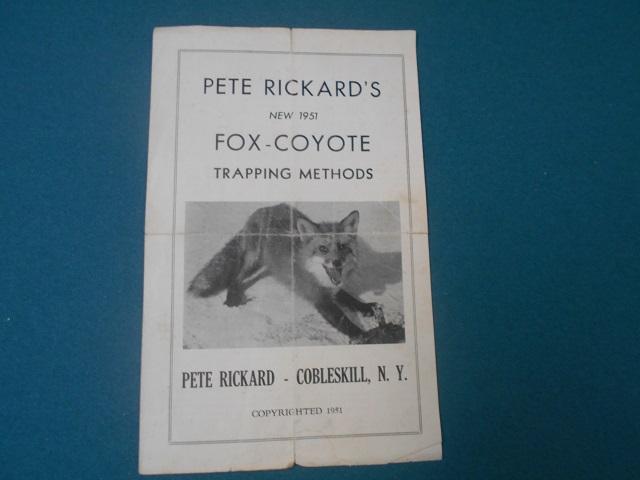 PETE RICKARD'S
NEW 1951
FOX-COYOTE
TRAPPING METHODS
PETE RICKARD - COBLESKILL, N. Y.
COPYRIGHTED 1951